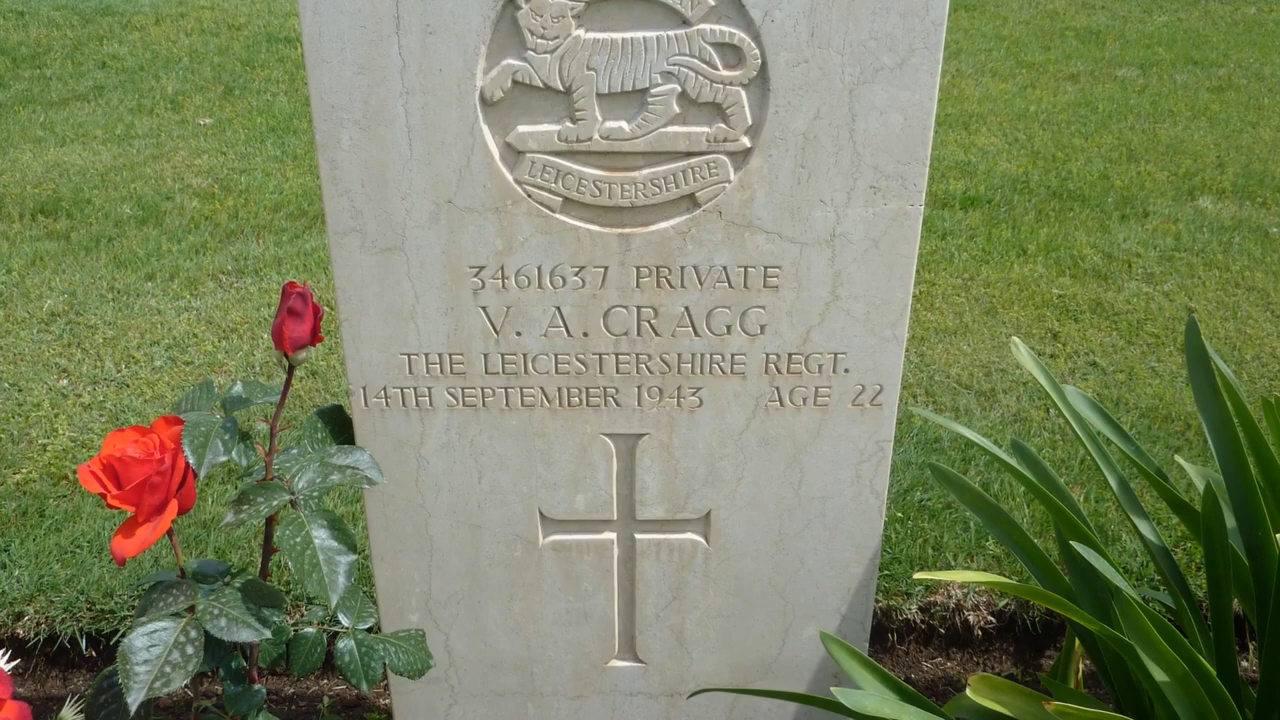 LEICESTERSHIRE
3461637 PRIVATE
V. A. CRAGG
THE LEICESTERSHIRE REGT.
14TH SEPTEMBER 1943 AGE 22